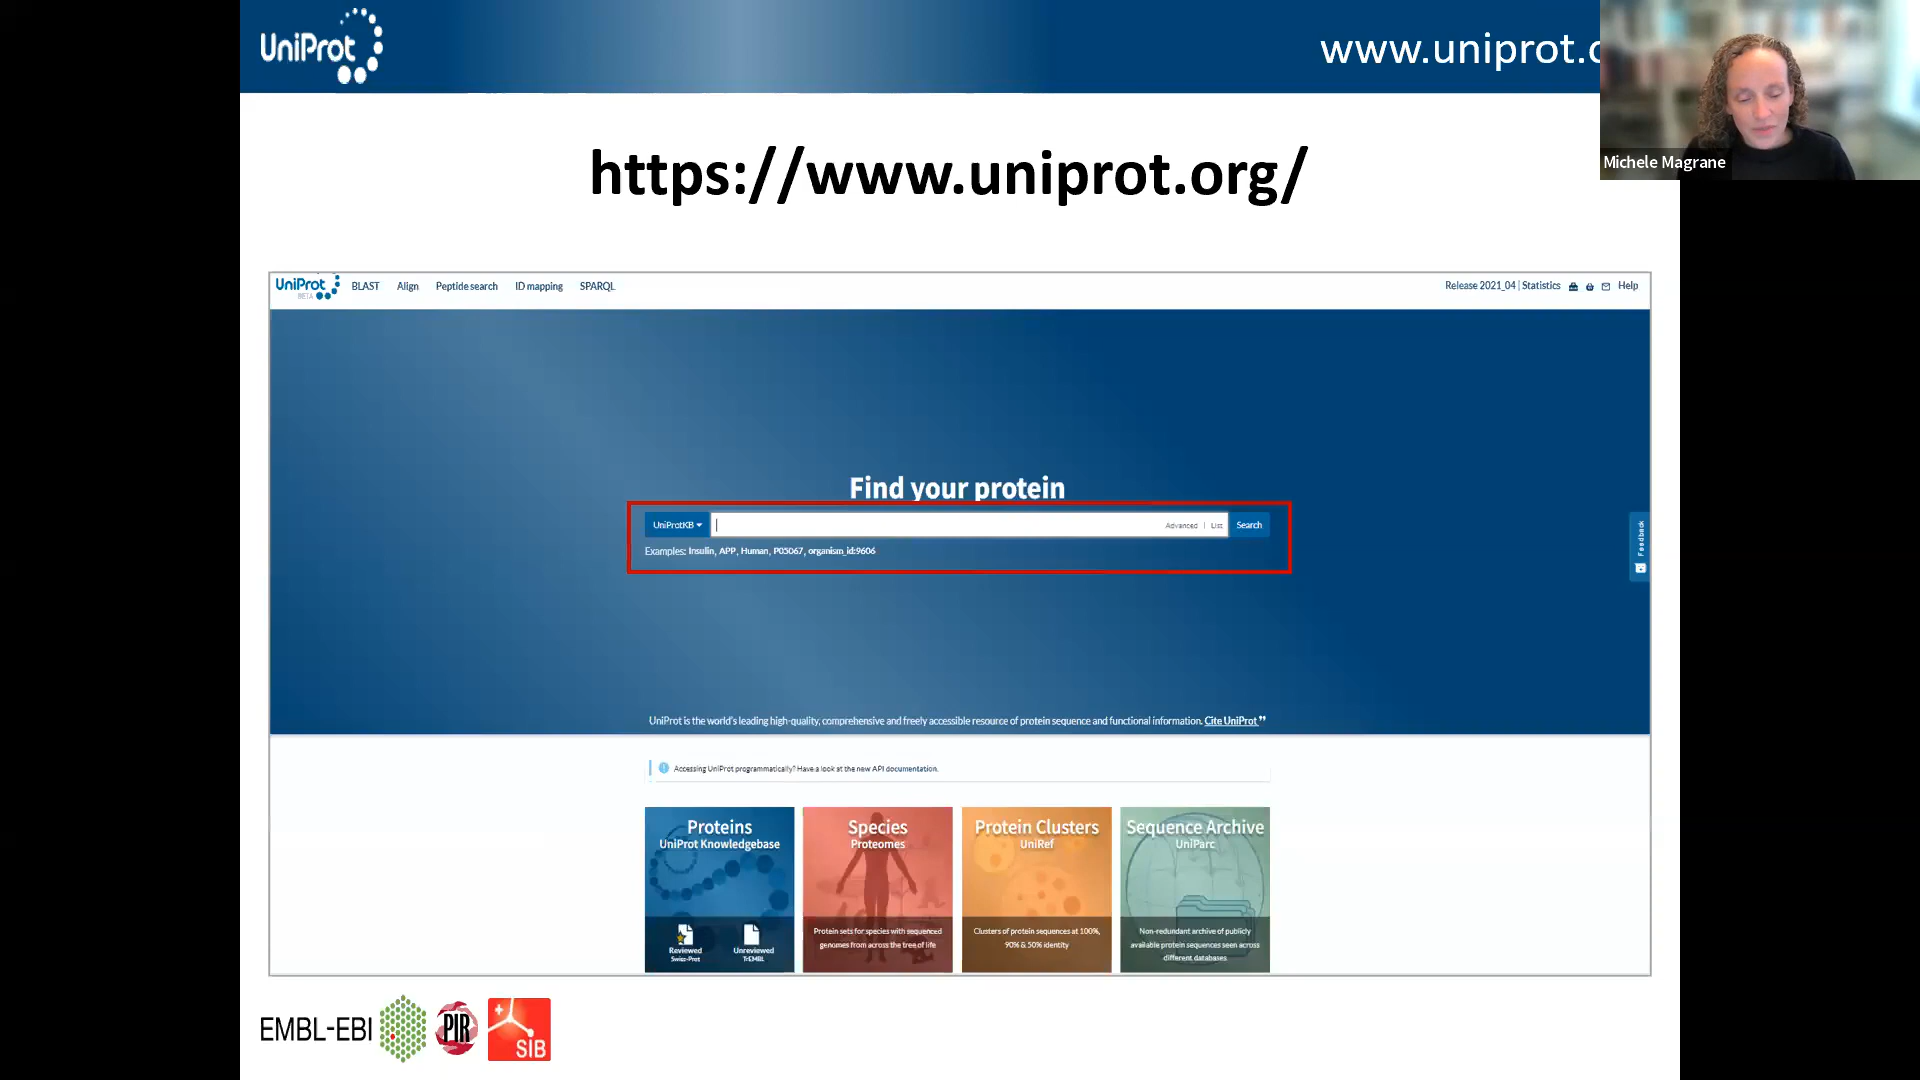 UniProt
www.uniprot.o
Michele Magrane
https://www.uniprot.org/
UniProt BLAST Align Peptide search ID mapping SPARQL Release 2021_04 | Statistics Help
BETA
Find your protein
UniProtKB Advanced | List Search
Examples: Insulin, APP, Human, P05067, organism_id:9606
Feedback
UniProt is the world's leading high-quality, comprehensive and freely accessible resource of protein sequence and functional information. Cite UniProt
Accessing UniProt programmatically? Have a look at the new API documentation.
Proteins
UniProt Knowledgebase
Reviewed
Swiss-Prot
Unreviewed
TrEMBL
Species
Proteomes
Protein sets for species with sequenced
genomes from across the tree of life
Protein Clusters
UniRef
Clusters of protein sequences at 100%,
90% & 50% identity
Sequence Archive
UniParc
Non-redundant archive of publicly
available protein sequences seen across
different databases
EMBL-EBI PIR SIB